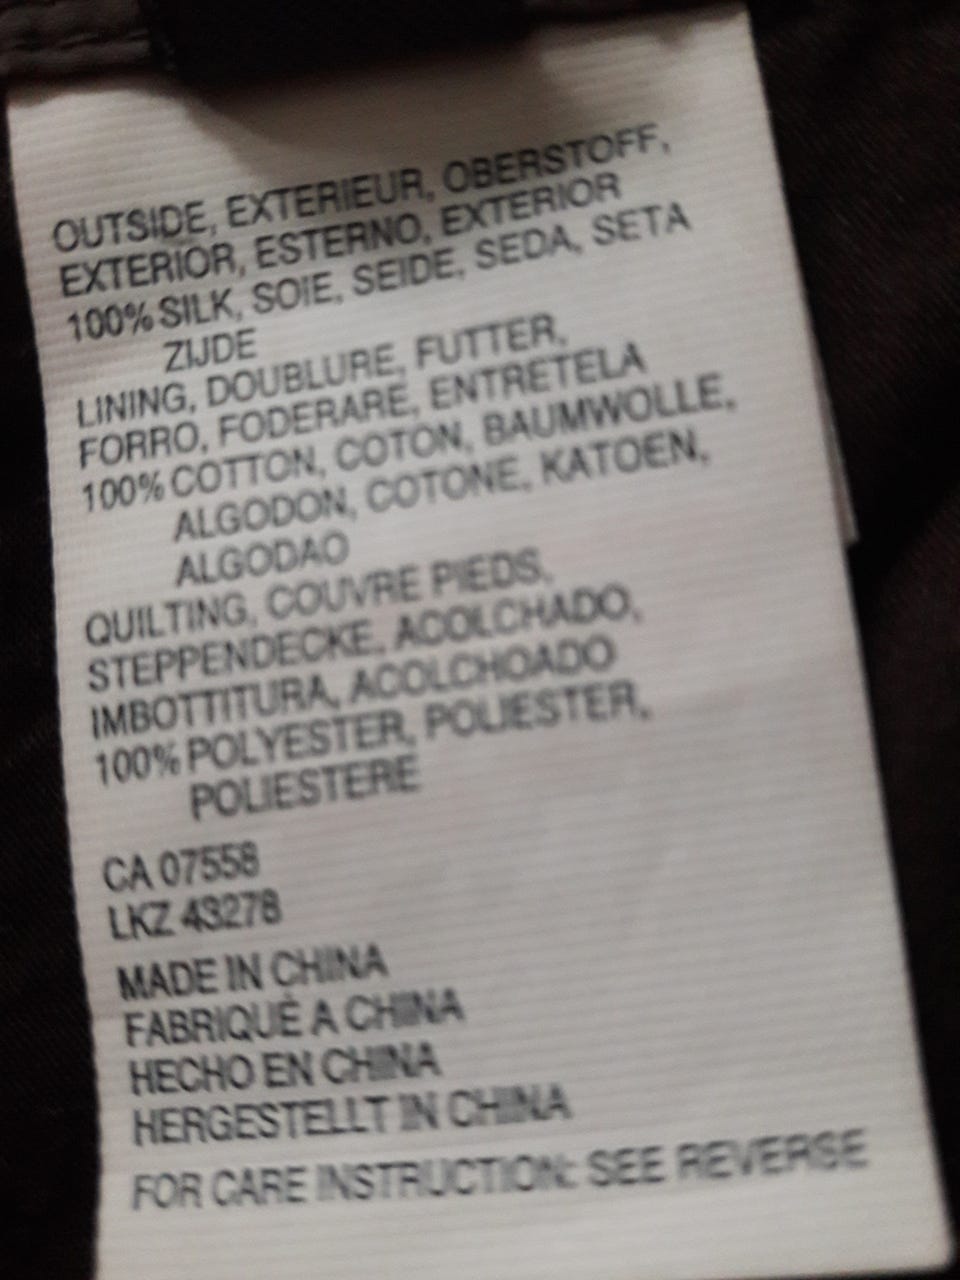 OUTSIDE, EXTERIEUR, OBERSTOFF,
EXTERIOR, ESTERNO, EXTERIOR
100% SILK, SOIE, SEIDE, SEDA, SETA
ZIJDE
LINING, DOUBLURE, FUTTER,
FORRO, FODERARE, ENTRETELA
100% COTTON, COTON, BAUMWOLLE,
ALGODON, COTONE, KATOEN,
ALGODAO
QUILTING, COUVRE PIEDS,
STEPPENDECKE, ACOLCHADO,
IMBOTTITURA, ACOLCHOADO
100% POLYESTER, POLIESTER,
POLIESTERE
CA 07558
LKZ 43278
MADE IN CHINA
FABRIQUÉ A CHINA
HECHO EN CHINA
HERGESTELLT IN CHINA
FOR CARE INSTRUCTION: SEE REVERSE